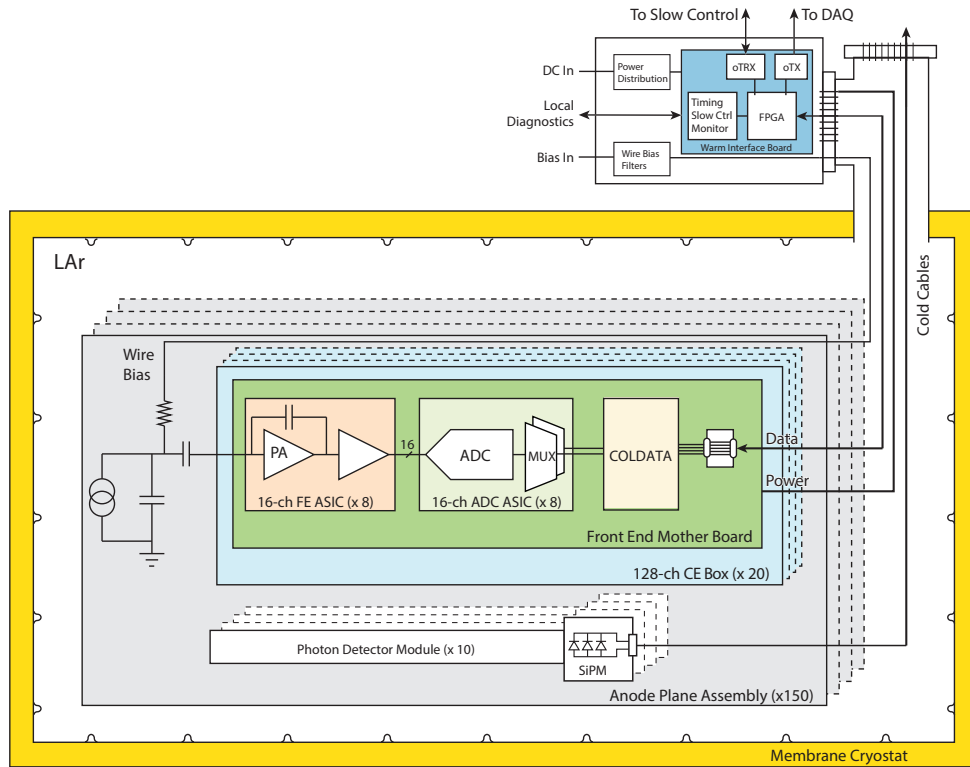 To Slow Control
To DAQ
DC In
Power
Distribution
oTRX
oTX
Local
Diagnostics
Timing
Slow Ctrl
Monitor
FPGA
Warm Interface Board
Bias In
Wire Bias
Filters
Cold Cables
LAr
Wire
Bias
PA
16
ADC
MUX
COLDATA
Data
Power
16-ch FE ASIC (x 8)
16-ch ADC ASIC (x 8)
Front End Mother Board
128-ch CE Box (x 20)
Photon Detector Module (x 10)
SiPM
Anode Plane Assembly (x150)
Membrane Cryostat